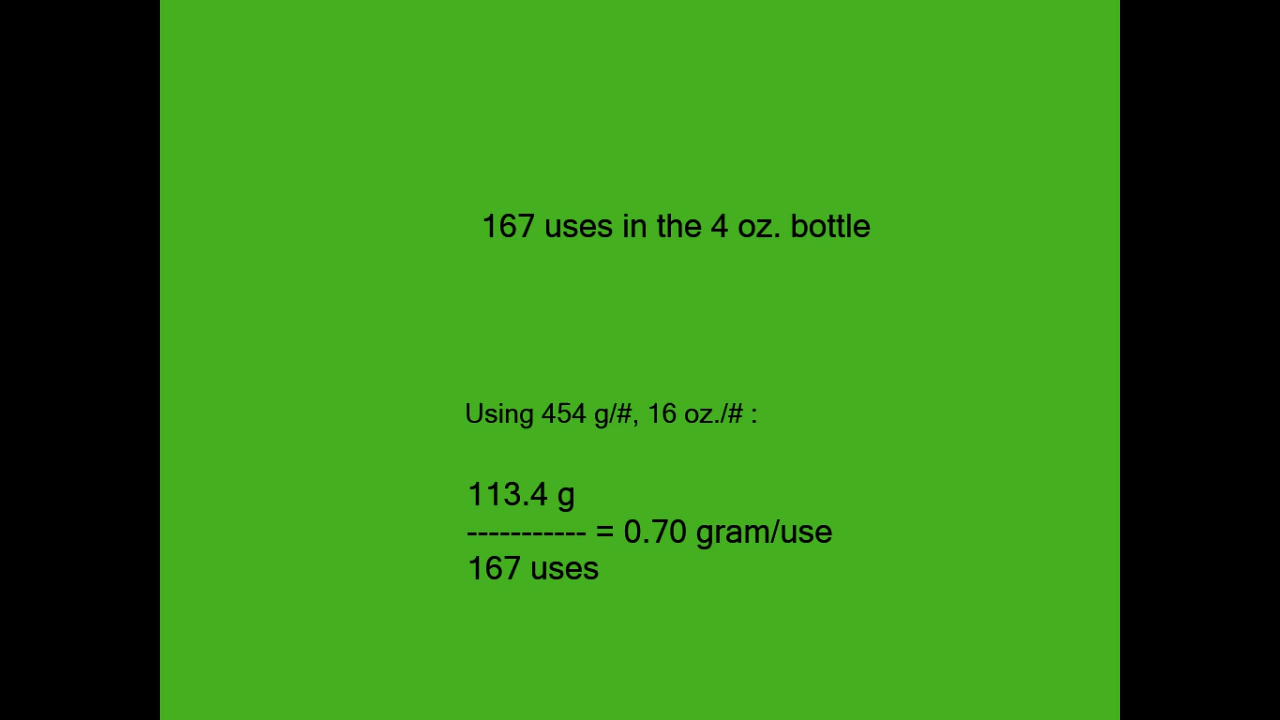 167 uses in the 4 oz. bottle
Using 454 g/#, 16 oz./# :
113.4 g
----------- = 0.70 gram/use
167 uses